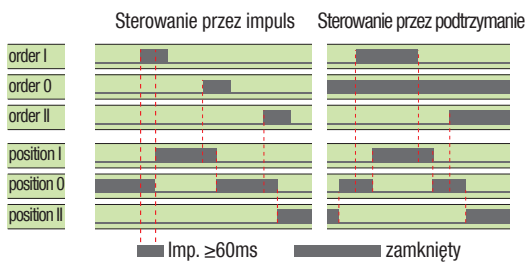 Sterowanie przez impuls Sterowanie przez podtrzymanie
order I
order 0
order II
position I
position 0
position II
Imp. ≥60ms zamknięty